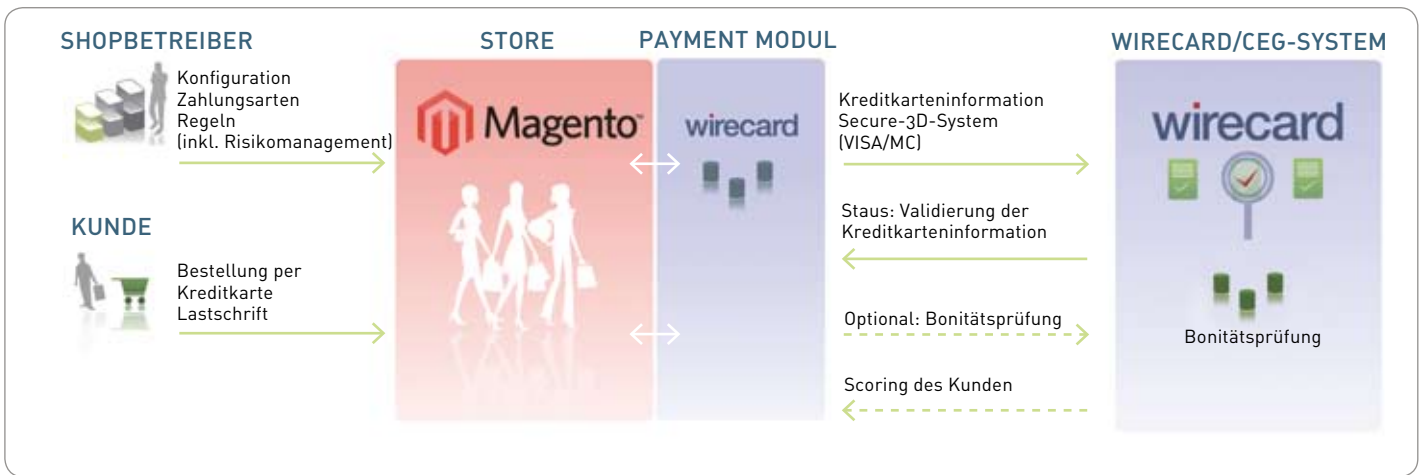 SHOPBETREIBER
Konfiguration
Zahlungsarten
Regeln
(inkl. Risikomanagement)
KUNDE
Bestellung per
Kreditkarte
Lastschrift
STORE
Magento™
PAYMENT MODUL
wirecard
Kreditkarteninformation
Secure-3D-System
(VISA/MC)
Staus: Validierung der
Kreditkarteninformation
Optional: Bonitätsprüfung
Scoring des Kunden
WIRECARD/CEG-SYSTEM
wirecard
Bonitätsprüfung